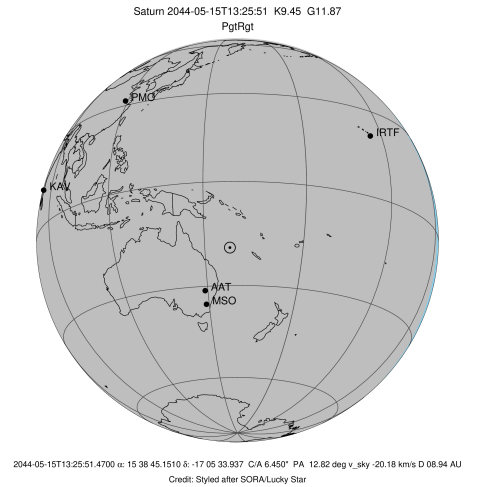 Saturn 2044-05-15T13:25:51 K9.45 G11.87
PgtRgt
PMO
IRTF
KAV
AAT
MSO
2044-05-15T13:25:51.4700 α: 15 38 45.1510 δ: -17 05 33.937 C/A 6.450" PA 12.82 deg v_sky -20.18 km/s D 08.94 AU
Credit: Styled after SORA/Lucky Star